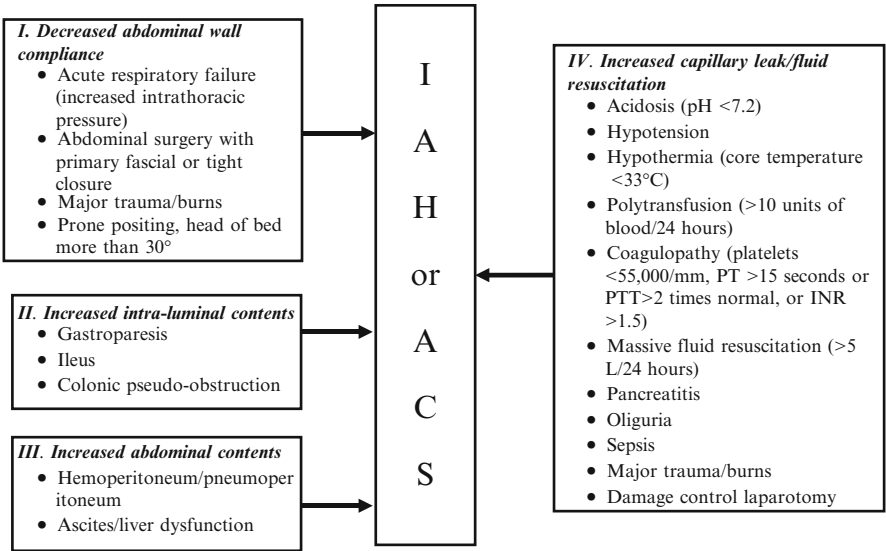 I. Decreased abdominal wall
compliance
• Acute respiratory failure
(increased intrathoracic
pressure)
• Abdominal surgery with
primary fascial or tight
closure
• Major trauma/burns
• Prone positing, head of bed
more than 30°
II. Increased intra-luminal contents
• Gastroparesis
• Ileus
• Colonic pseudo-obstruction
III. Increased abdominal contents
• Hemoperitoneum/pneumoper
itoneum
• Ascites/liver dysfunction
I
A
H
or
A
C
S
IV. Increased capillary leak/fluid
resuscitation
• Acidosis (pH <7.2)
• Hypotension
• Hypothermia (core temperature
<33°C)
• Polytransfusion (>10 units of
blood/24 hours)
• Coagulopathy (platelets
<55,000/mm, PT >15 seconds or
PTT>2 times normal, or INR
>1.5)
• Massive fluid resuscitation (>5
L/24 hours)
• Pancreatitis
• Oliguria
• Sepsis
• Major trauma/burns
• Damage control laparotomy